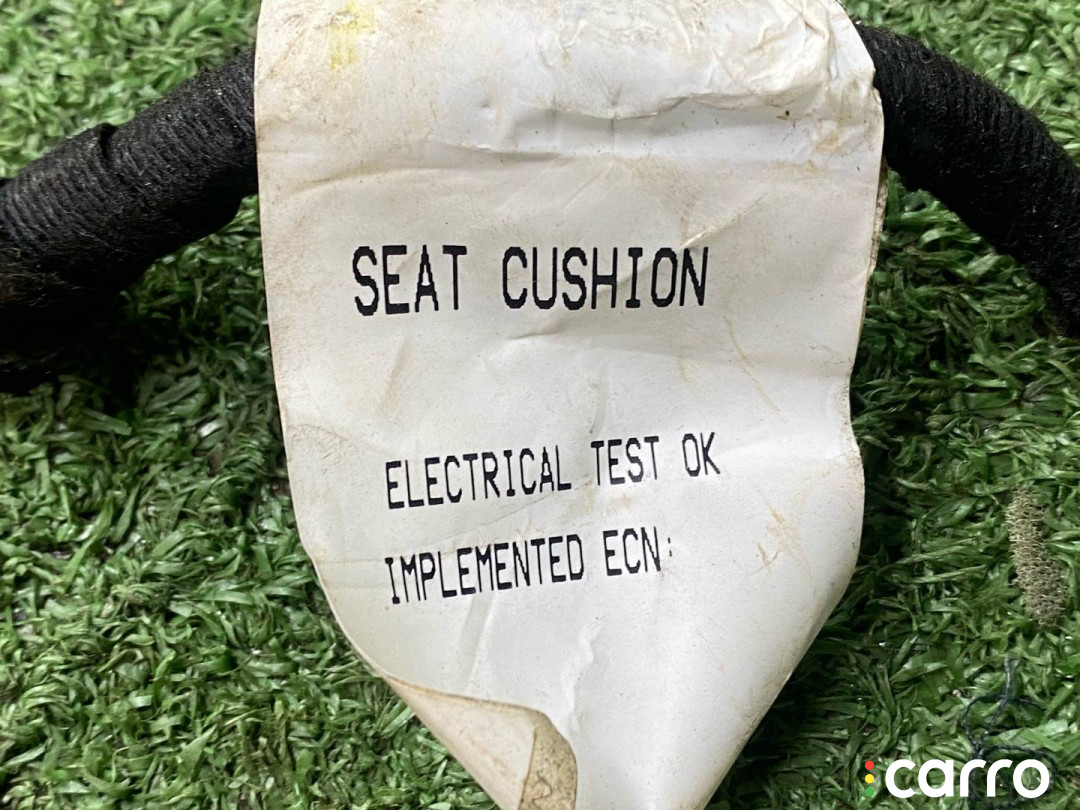 SEAT CUSHION
ELECTRICAL TEST OK
IMPLEMENTED ECN:
carro